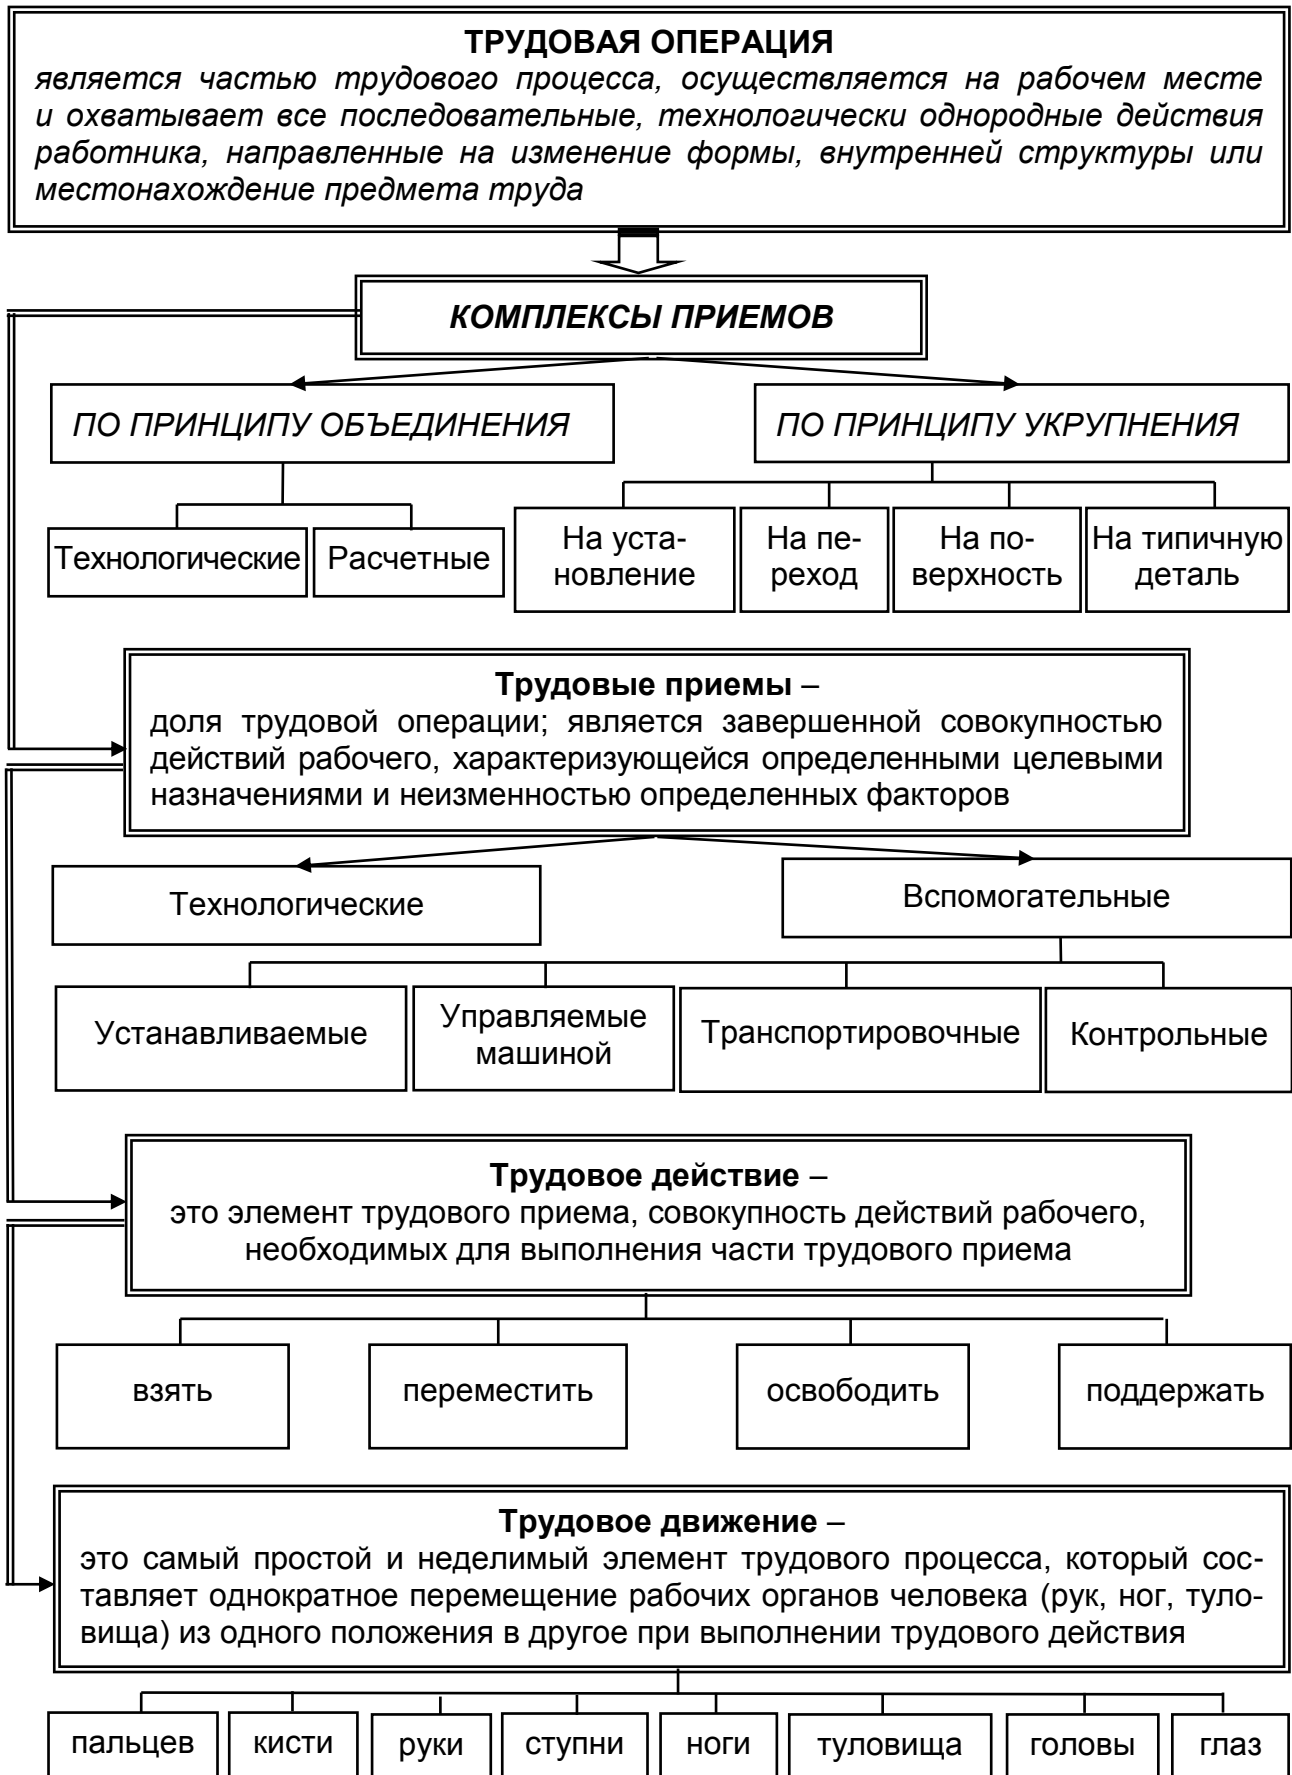 ТРУДОВАЯ ОПЕРАЦИЯ
является частью трудового процесса, осуществляется на рабочем месте
и охватывает все последовательные, технологически однородные действия
работника, направленные на изменение формы, внутренней структуры или
местонахождение предмета труда
КОМПЛЕКСЫ ПРИЕМОВ
ПО ПРИНЦИПУ ОБЪЕДИНЕНИЯ
ПО ПРИНЦИПУ УКРУПНЕНИЯ
Технологические
Расчетные
На уста-
новление
На пе-
реход
На по-
верхность
На типичную
деталь
Трудовые приемы –
доля трудовой операции; является завершенной совокупностью
действий рабочего, характеризующейся определенными целевыми
назначениями и неизменностью определенных факторов
Технологические
Вспомогательные
Устанавливаемые
Управляемые
машиной
Транспортировочные
Контрольные
Трудовое действие –
это элемент трудового приема, совокупность действий рабочего,
необходимых для выполнения части трудового приема
взять
переместить
освободить
поддержать
Трудовое движение –
это самый простой и неделимый элемент трудового процесса, который сос-
тавляет однократное перемещение рабочих органов человека (рук, ног, туло-
вища) из одного положения в другое при выполнении трудового действия
пальцев
кисти
руки
ступни
ноги
туловища
головы
глаз